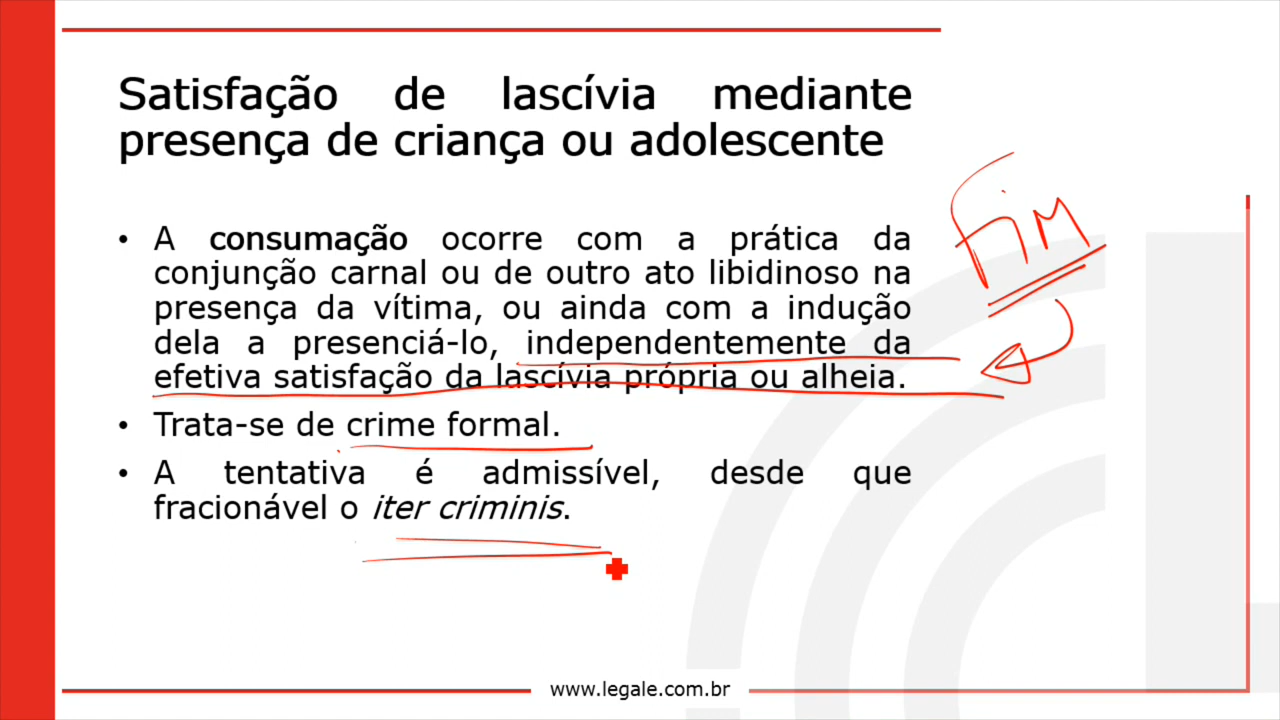 Satisfação de lascívia mediante
presença de criança ou adolescente
Fim
• A consumação ocorre com a prática da
conjunção carnal ou de outro ato libidinoso na
presença da vítima, ou ainda com a indução
dela a presenciá-lo, independentemente da
efetiva satisfação da lascívia própria ou alheia.
• Trata-se de crime formal.
• A tentativa é admissível, desde que
fracionável o iter criminis.
www.legale.com.br